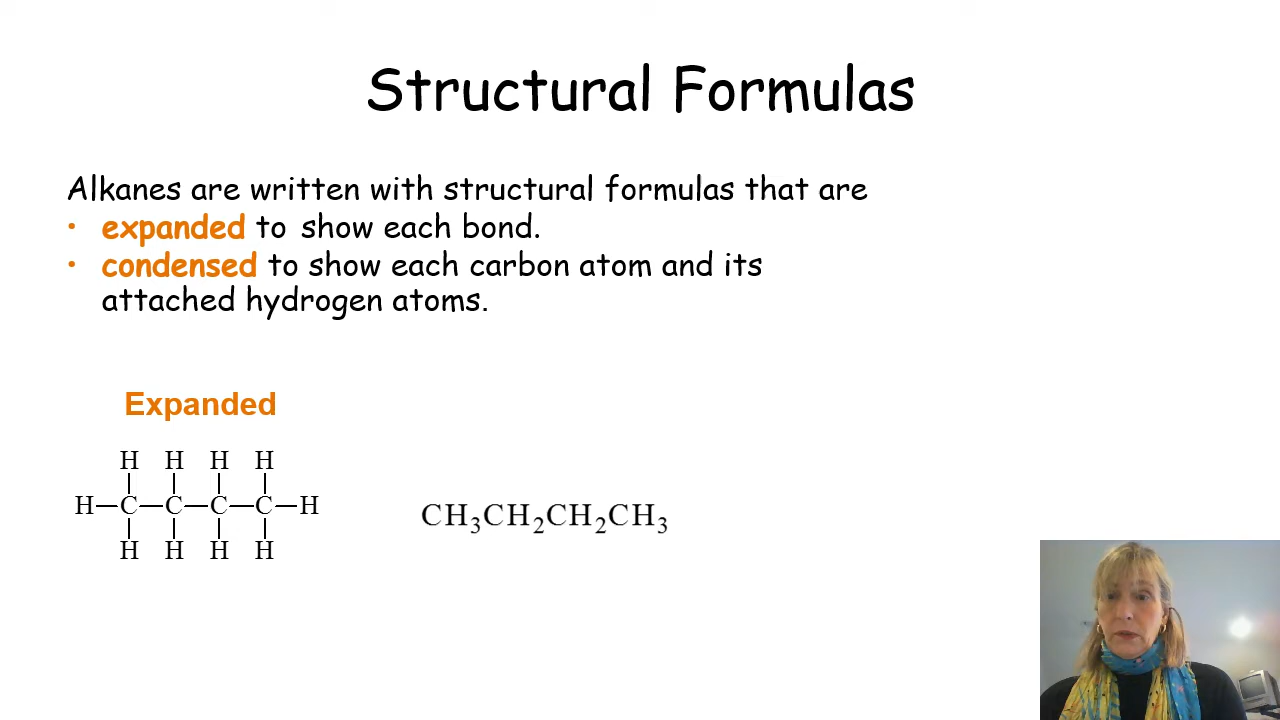 Structural Formulas
Alkanes are written with structural formulas that are
• expanded to show each bond.
• condensed to show each carbon atom and its
attached hydrogen atoms.
Expanded
H H H H
H—C—C—C—C—H
H H H H
CH₃CH₂CH₂CH₃